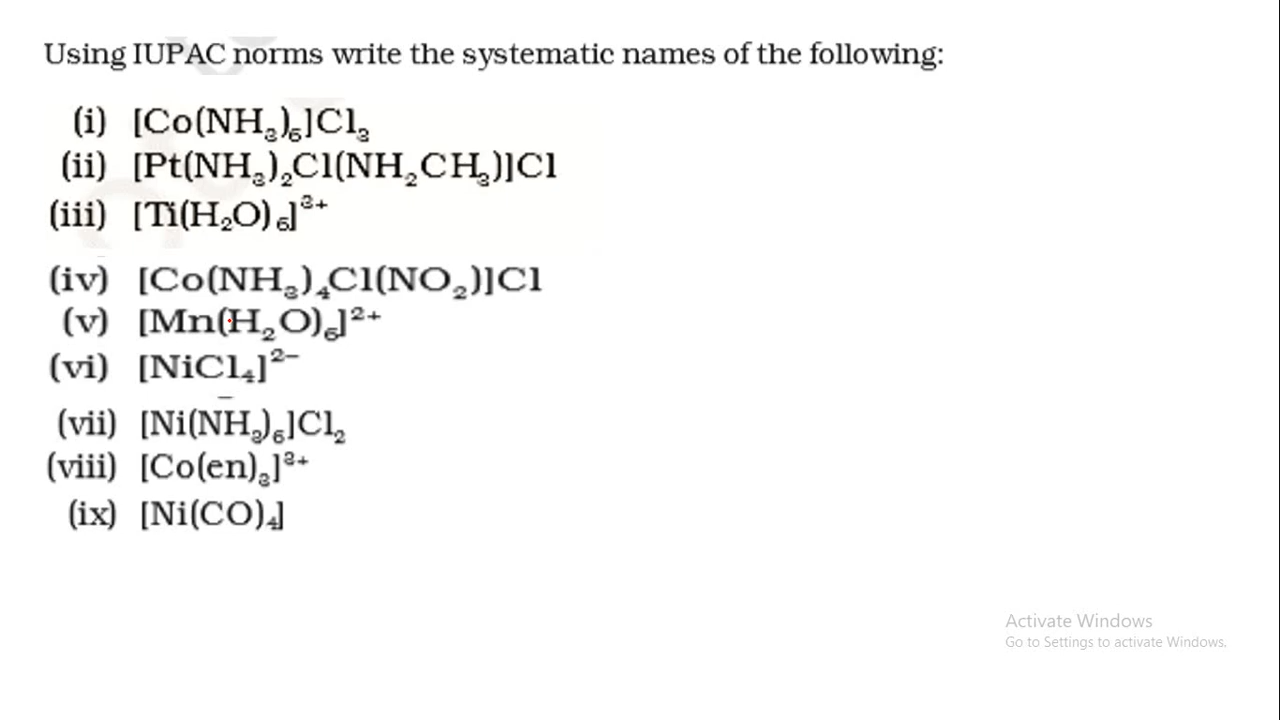 Using IUPAC norms write the systematic names of the following:
(i) [Co(NH₃)₆]Cl₃
(ii) [Pt(NH₃)₂Cl(NH₂CH₃)]Cl
(iii) [Ti(H₂O)₆]³⁺
(iv) [Co(NH₃)₄Cl(NO₂)]Cl
(v) [Mn(H₂O)₆]²⁺
(vi) [NiCl₄]²⁻
(vii) [Ni(NH₃)₆]Cl₂
(viii) [Co(en)₃]³⁺
(ix) [Ni(CO)₄]
Activate Windows
Go to Settings to activate Windows.